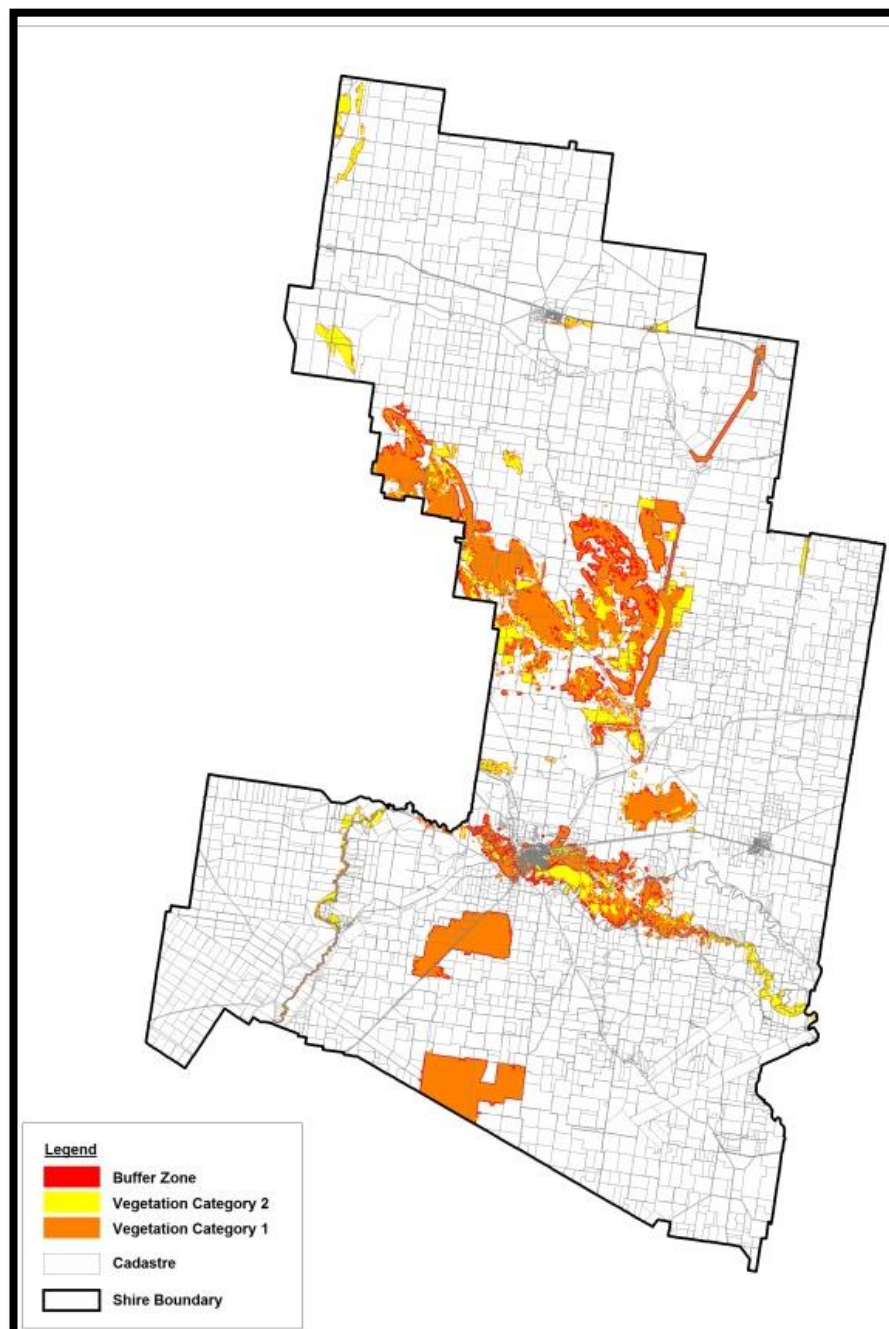 Legend
Buffer Zone
Vegetation Category 2
Vegetation Category 1
Cadastre
Shire Boundary